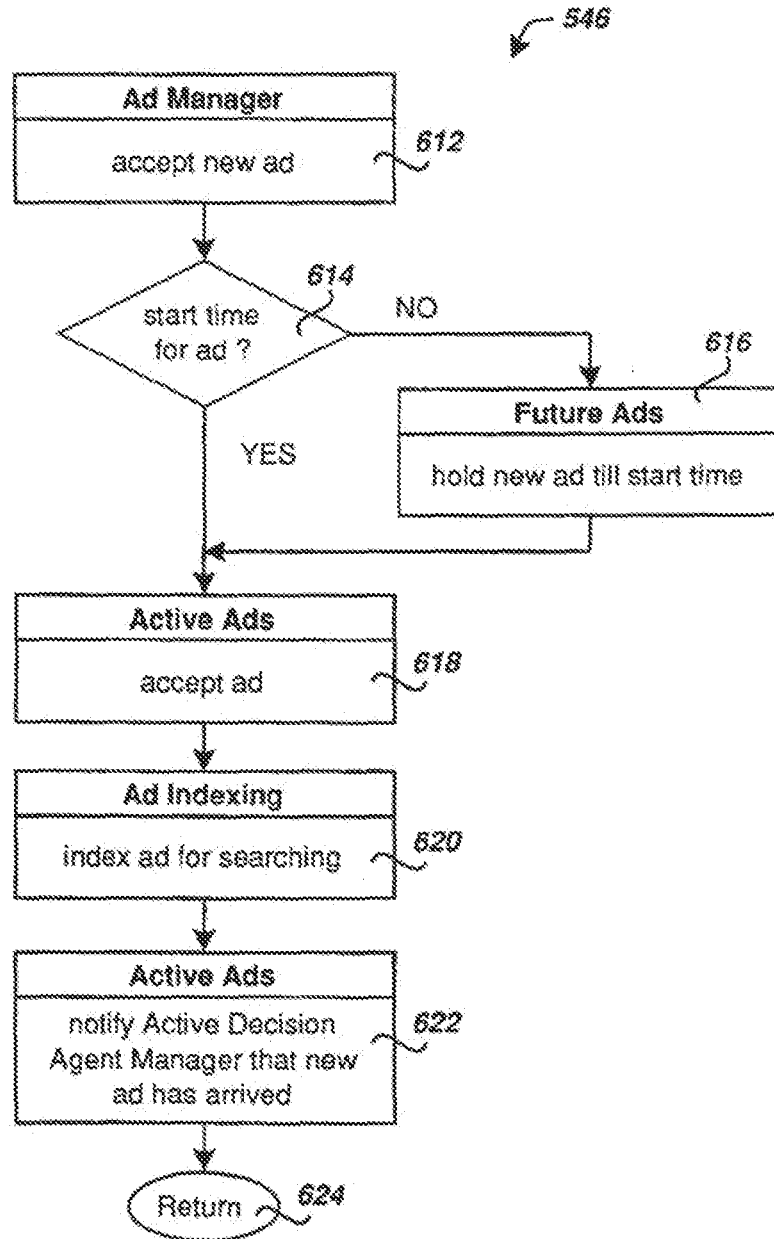 546
Ad Manager
accept new ad
612
start time
for ad ?
614
NO
YES
616
Future Ads
hold new ad till start time
Active Ads
accept ad
618
Ad Indexing
index ad for searching
620
Active Ads
notify Active Decision
Agent Manager that new
ad has arrived
622
Return
624